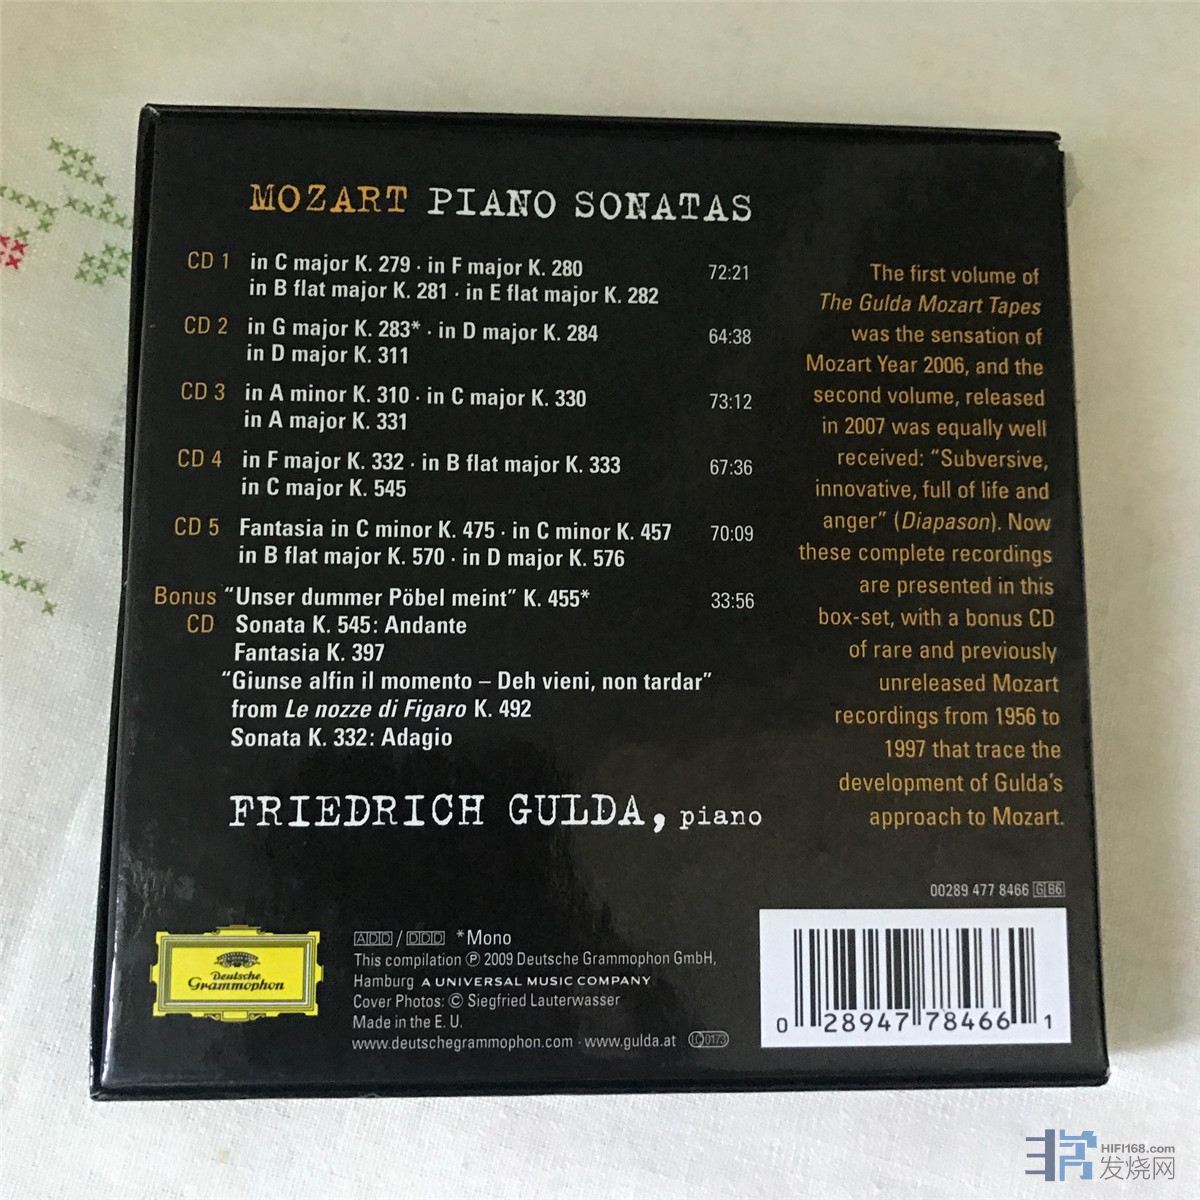 MOZART PIANO SONATAS
CD 1 in C major K. 279 · in F major K. 280 72:21
in B flat major K. 281 · in E flat major K. 282
CD 2 in G major K. 283* · in D major K. 284 64:38
in D major K. 311
CD 3 in A minor K. 310 · in C major K. 330 73:12
in A major K. 331
CD 4 in F major K. 332 · in B flat major K. 333 67:36
in C major K. 545
CD 5 Fantasia in C minor K. 475 · in C minor K. 457 70:09
in B flat major K. 570 · in D major K. 576
Bonus “Unser dummer Pöbel meint” K. 455* 33:56
CD Sonata K. 545: Andante
Fantasia K. 397
“Giunse alfin il momento – Deh vieni, non tardar”
from Le nozze di Figaro K. 492
Sonata K. 332: Adagio
FRIEDRICH GULDA, piano
The first volume of
The Gulda Mozart Tapes
was the sensation of
Mozart Year 2006, and the
second volume, released
in 2007 was equally well
received: “Subversive,
innovative, full of life and
anger” (Diapason). Now
these complete recordings
are presented in this
box-set, with a bonus CD
of rare and previously
unreleased Mozart
recordings from 1956 to
1997 that trace the
development of Gulda’s
approach to Mozart.
00289 477 8466 G 66
Deutsche
Grammophon
ADD / DDD *Mono
This compilation ℗ 2009 Deutsche Grammophon GmbH,
Hamburg A UNIVERSAL MUSIC COMPANY
Cover Photos: © Siegfried Lauterwasser
Made in the E. U.
www.deutschegrammophon.com · www.gulda.at LC 0173
0 28947 78466 1
HIFI168.com
发烧网